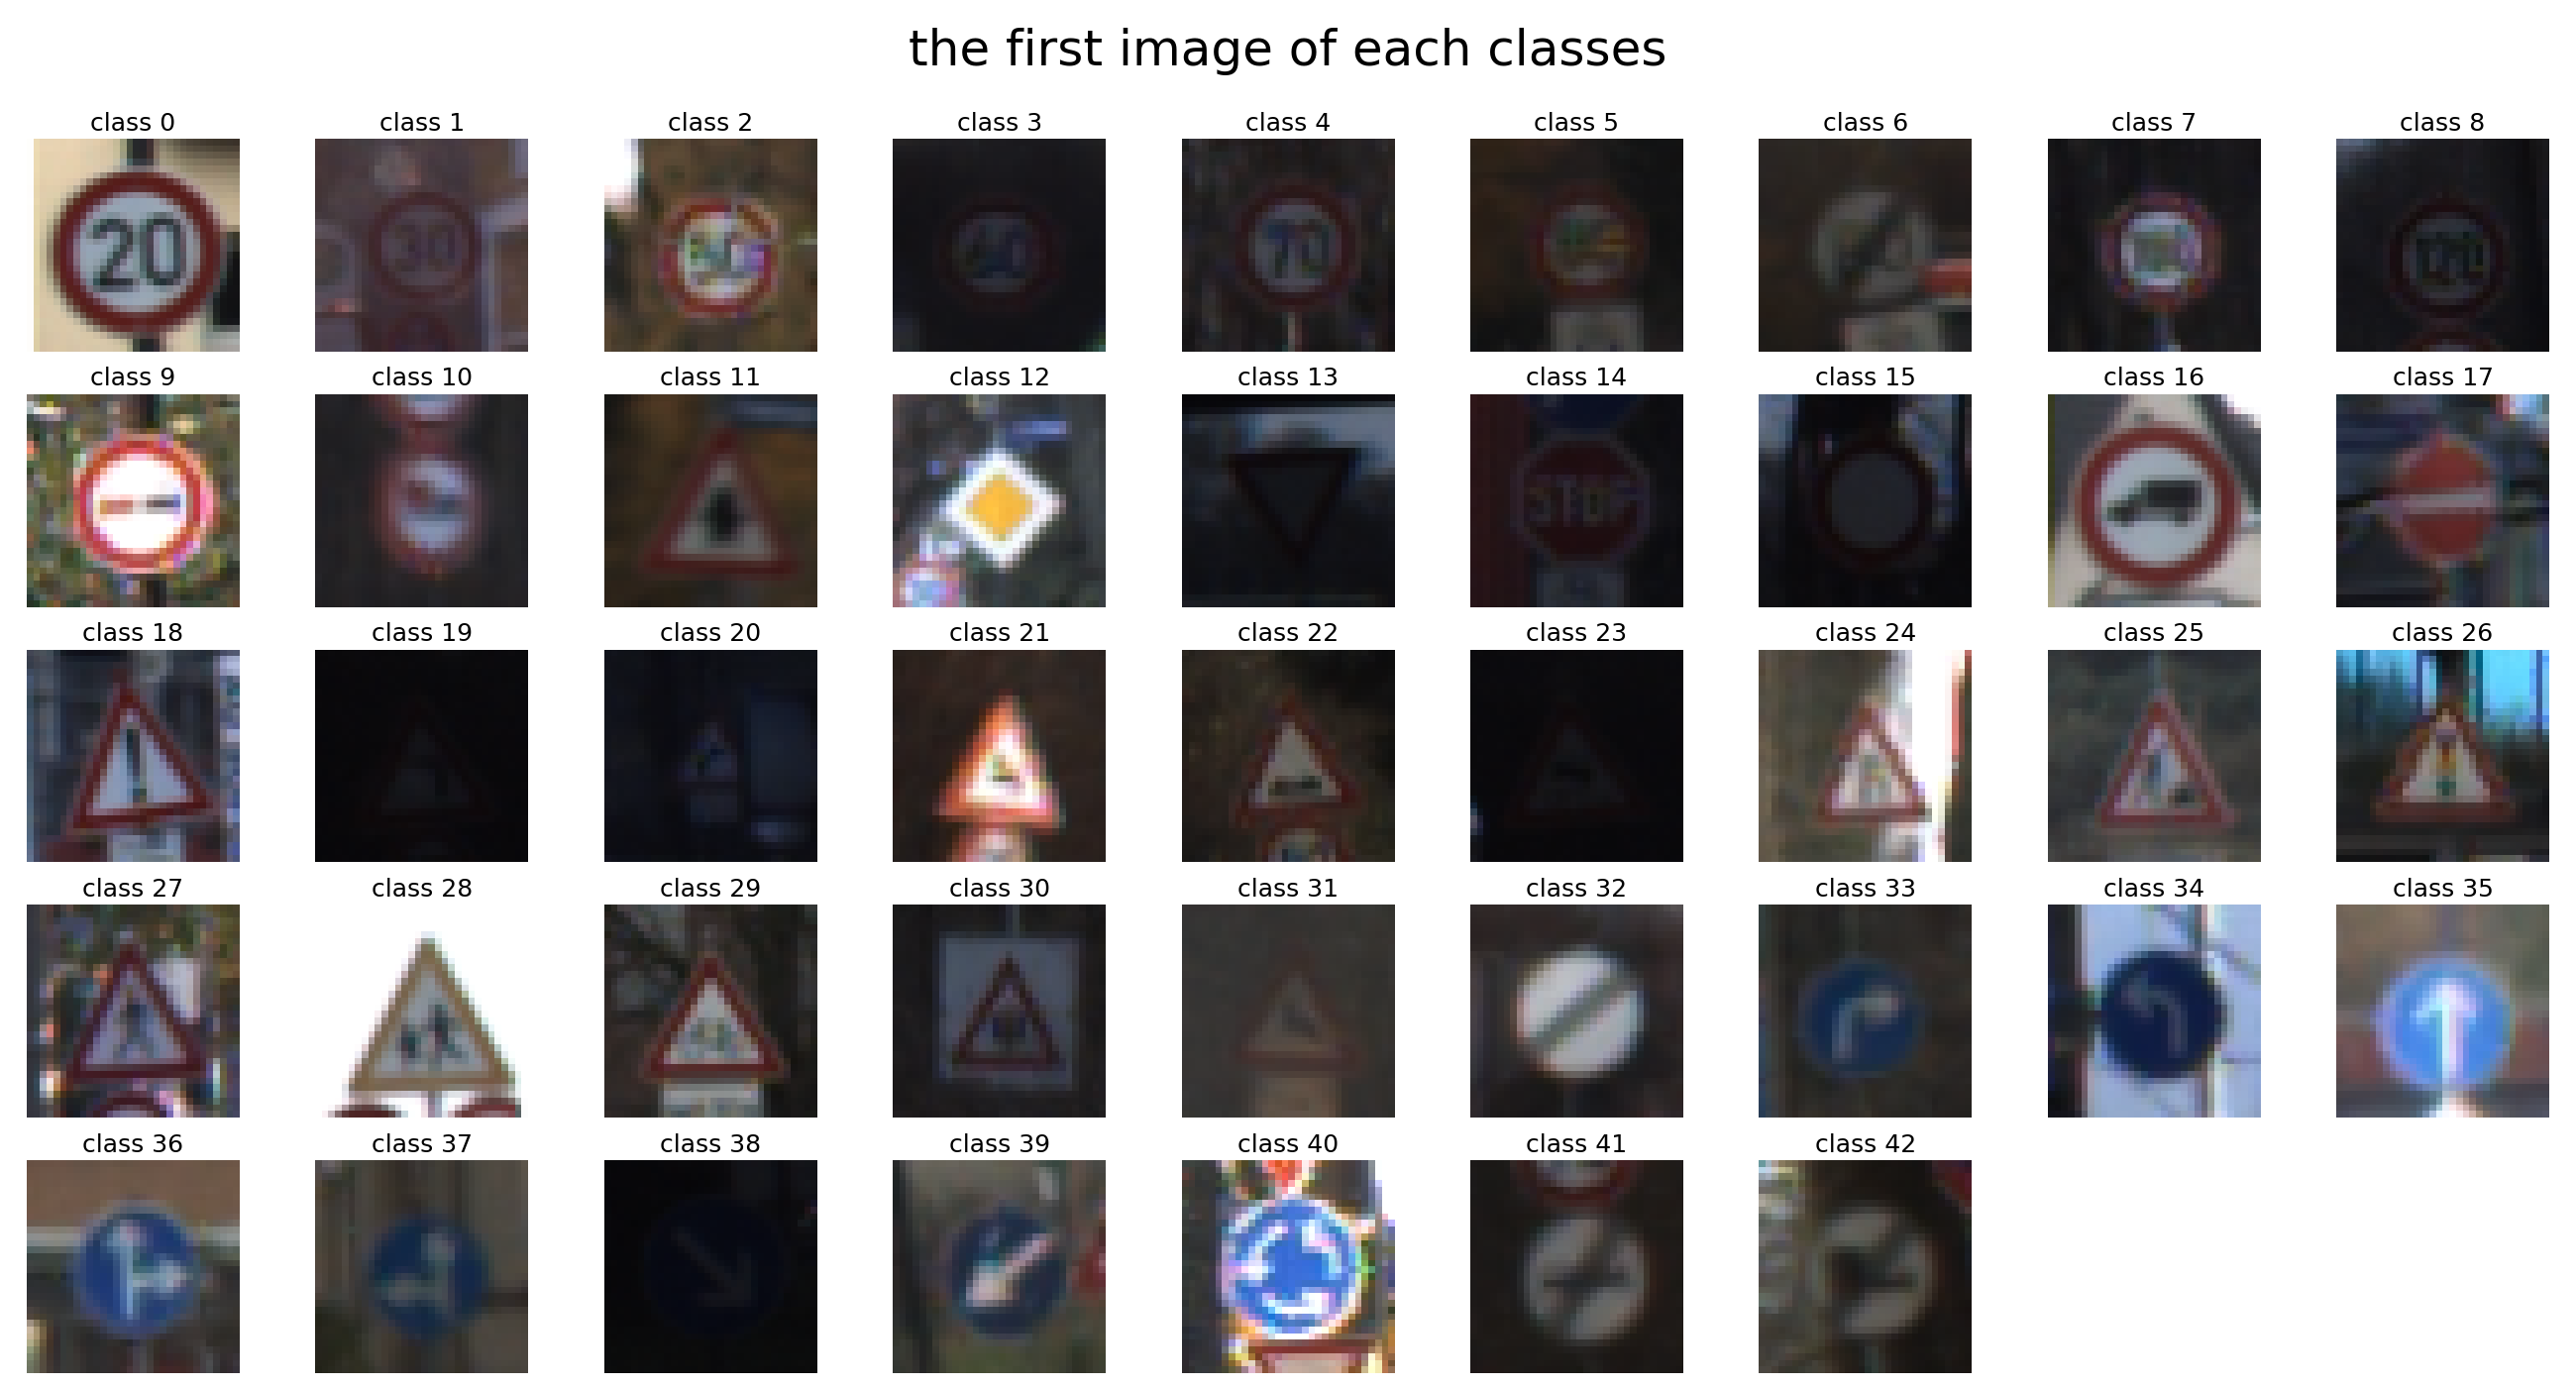 the first image of each classes
class 0 class 1 class 2 class 3 class 4 class 5 class 6 class 7 class 8
20 30 70
class 9 class 10 class 11 class 12 class 13 class 14 class 15 class 16 class 17
STOP
class 18 class 19 class 20 class 21 class 22 class 23 class 24 class 25 class 26
class 27 class 28 class 29 class 30 class 31 class 32 class 33 class 34 class 35
class 36 class 37 class 38 class 39 class 40 class 41 class 42